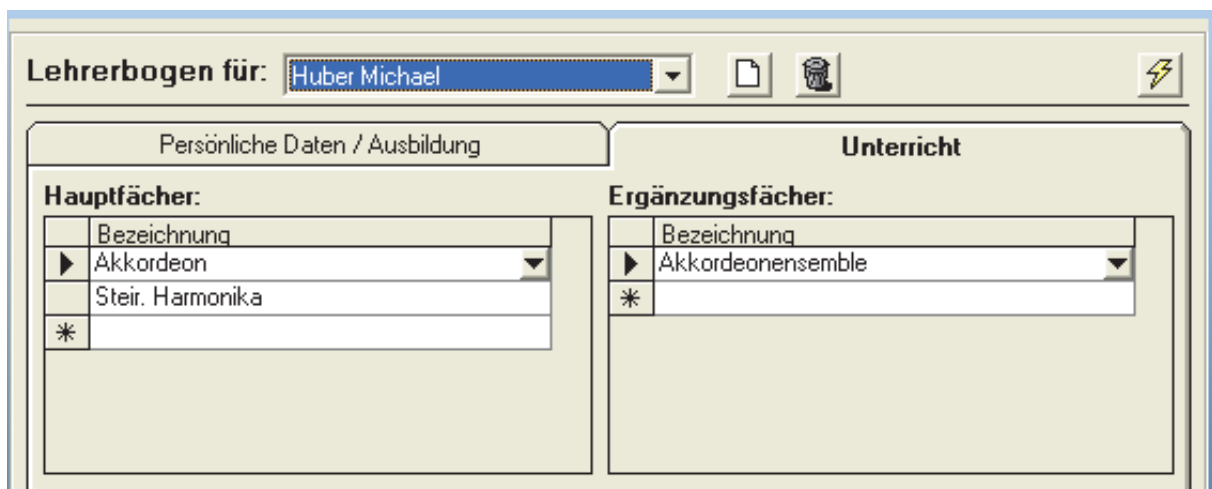 Lehrerbogen für: Huber Michael
Persönliche Daten / Ausbildung
Unterricht
Hauptfächer:
Bezeichnung
Akkordeon
Steir. Harmonika
Ergänzungsfächer:
Bezeichnung
Akkordeonensemble